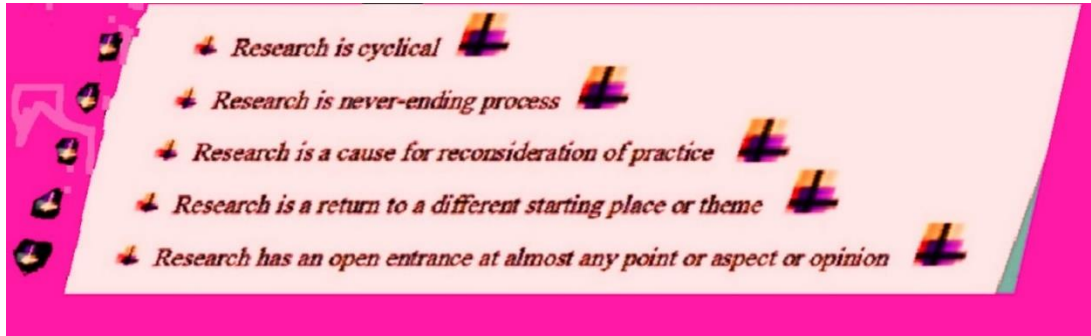 Research is cyclical
Research is never-ending process
Research is a cause for reconsideration of practice
Research is a return to a different starting place or theme
Research has an open entrance at almost any point or aspect or opinion